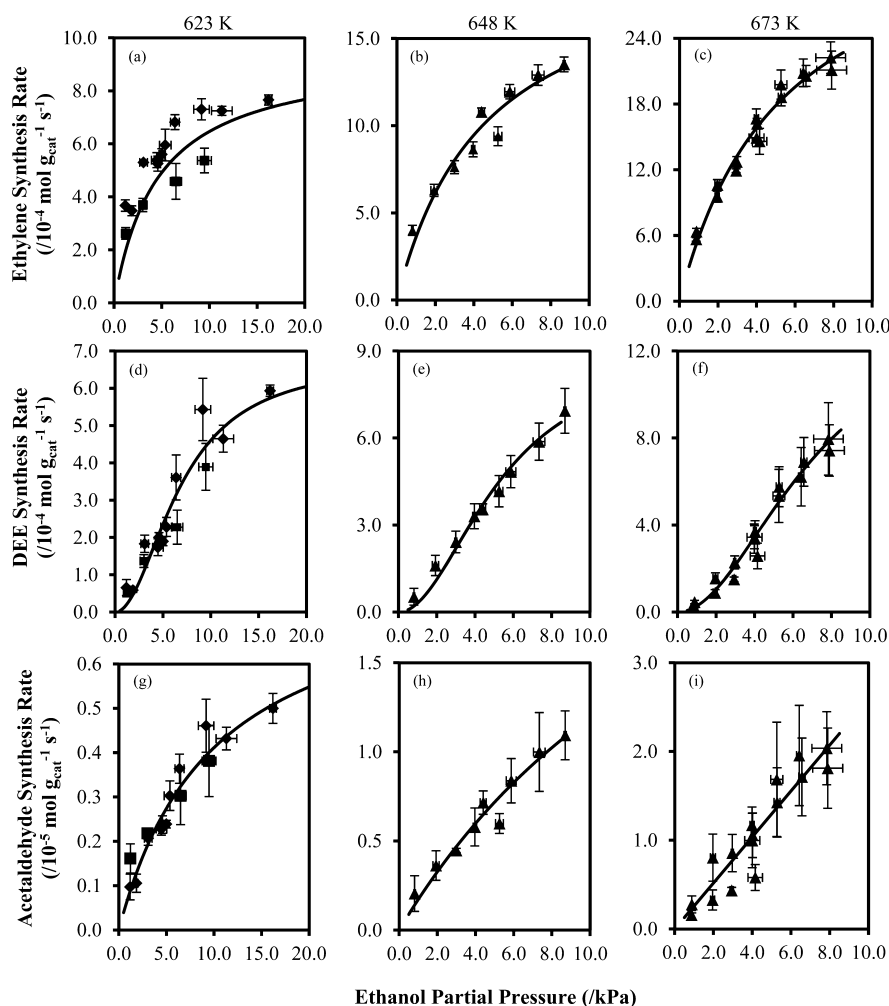 623 K
648 K
673 K
Ethylene Synthesis Rate
(/10⁻⁴ mol g_cat⁻¹ s⁻¹)
10.0
8.0
6.0
4.0
2.0
0.0
(a)
0.0 5.0 10.0 15.0 20.0
15.0
10.0
5.0
0.0
(b)
0.0 2.0 4.0 6.0 8.0 10.0
24.0
18.0
12.0
6.0
0.0
(c)
0.0 2.0 4.0 6.0 8.0 10.0
DEE Synthesis Rate
(/10⁻⁴ mol g_cat⁻¹ s⁻¹)
6.0
5.0
4.0
3.0
2.0
1.0
0.0
(d)
0.0 5.0 10.0 15.0 20.0
9.0
6.0
3.0
0.0
(e)
0.0 2.0 4.0 6.0 8.0 10.0
12.0
8.0
4.0
0.0
(f)
0.0 2.0 4.0 6.0 8.0 10.0
Acetaldehyde Synthesis Rate
(/10⁻⁵ mol g_cat⁻¹ s⁻¹)
0.6
0.5
0.4
0.3
0.2
0.1
0.0
(g)
0.0 5.0 10.0 15.0 20.0
1.5
1.0
0.5
0.0
(h)
0.0 2.0 4.0 6.0 8.0 10.0
3.0
2.0
1.0
0.0
(i)
0.0 2.0 4.0 6.0 8.0 10.0
Ethanol Partial Pressure (/kPa)